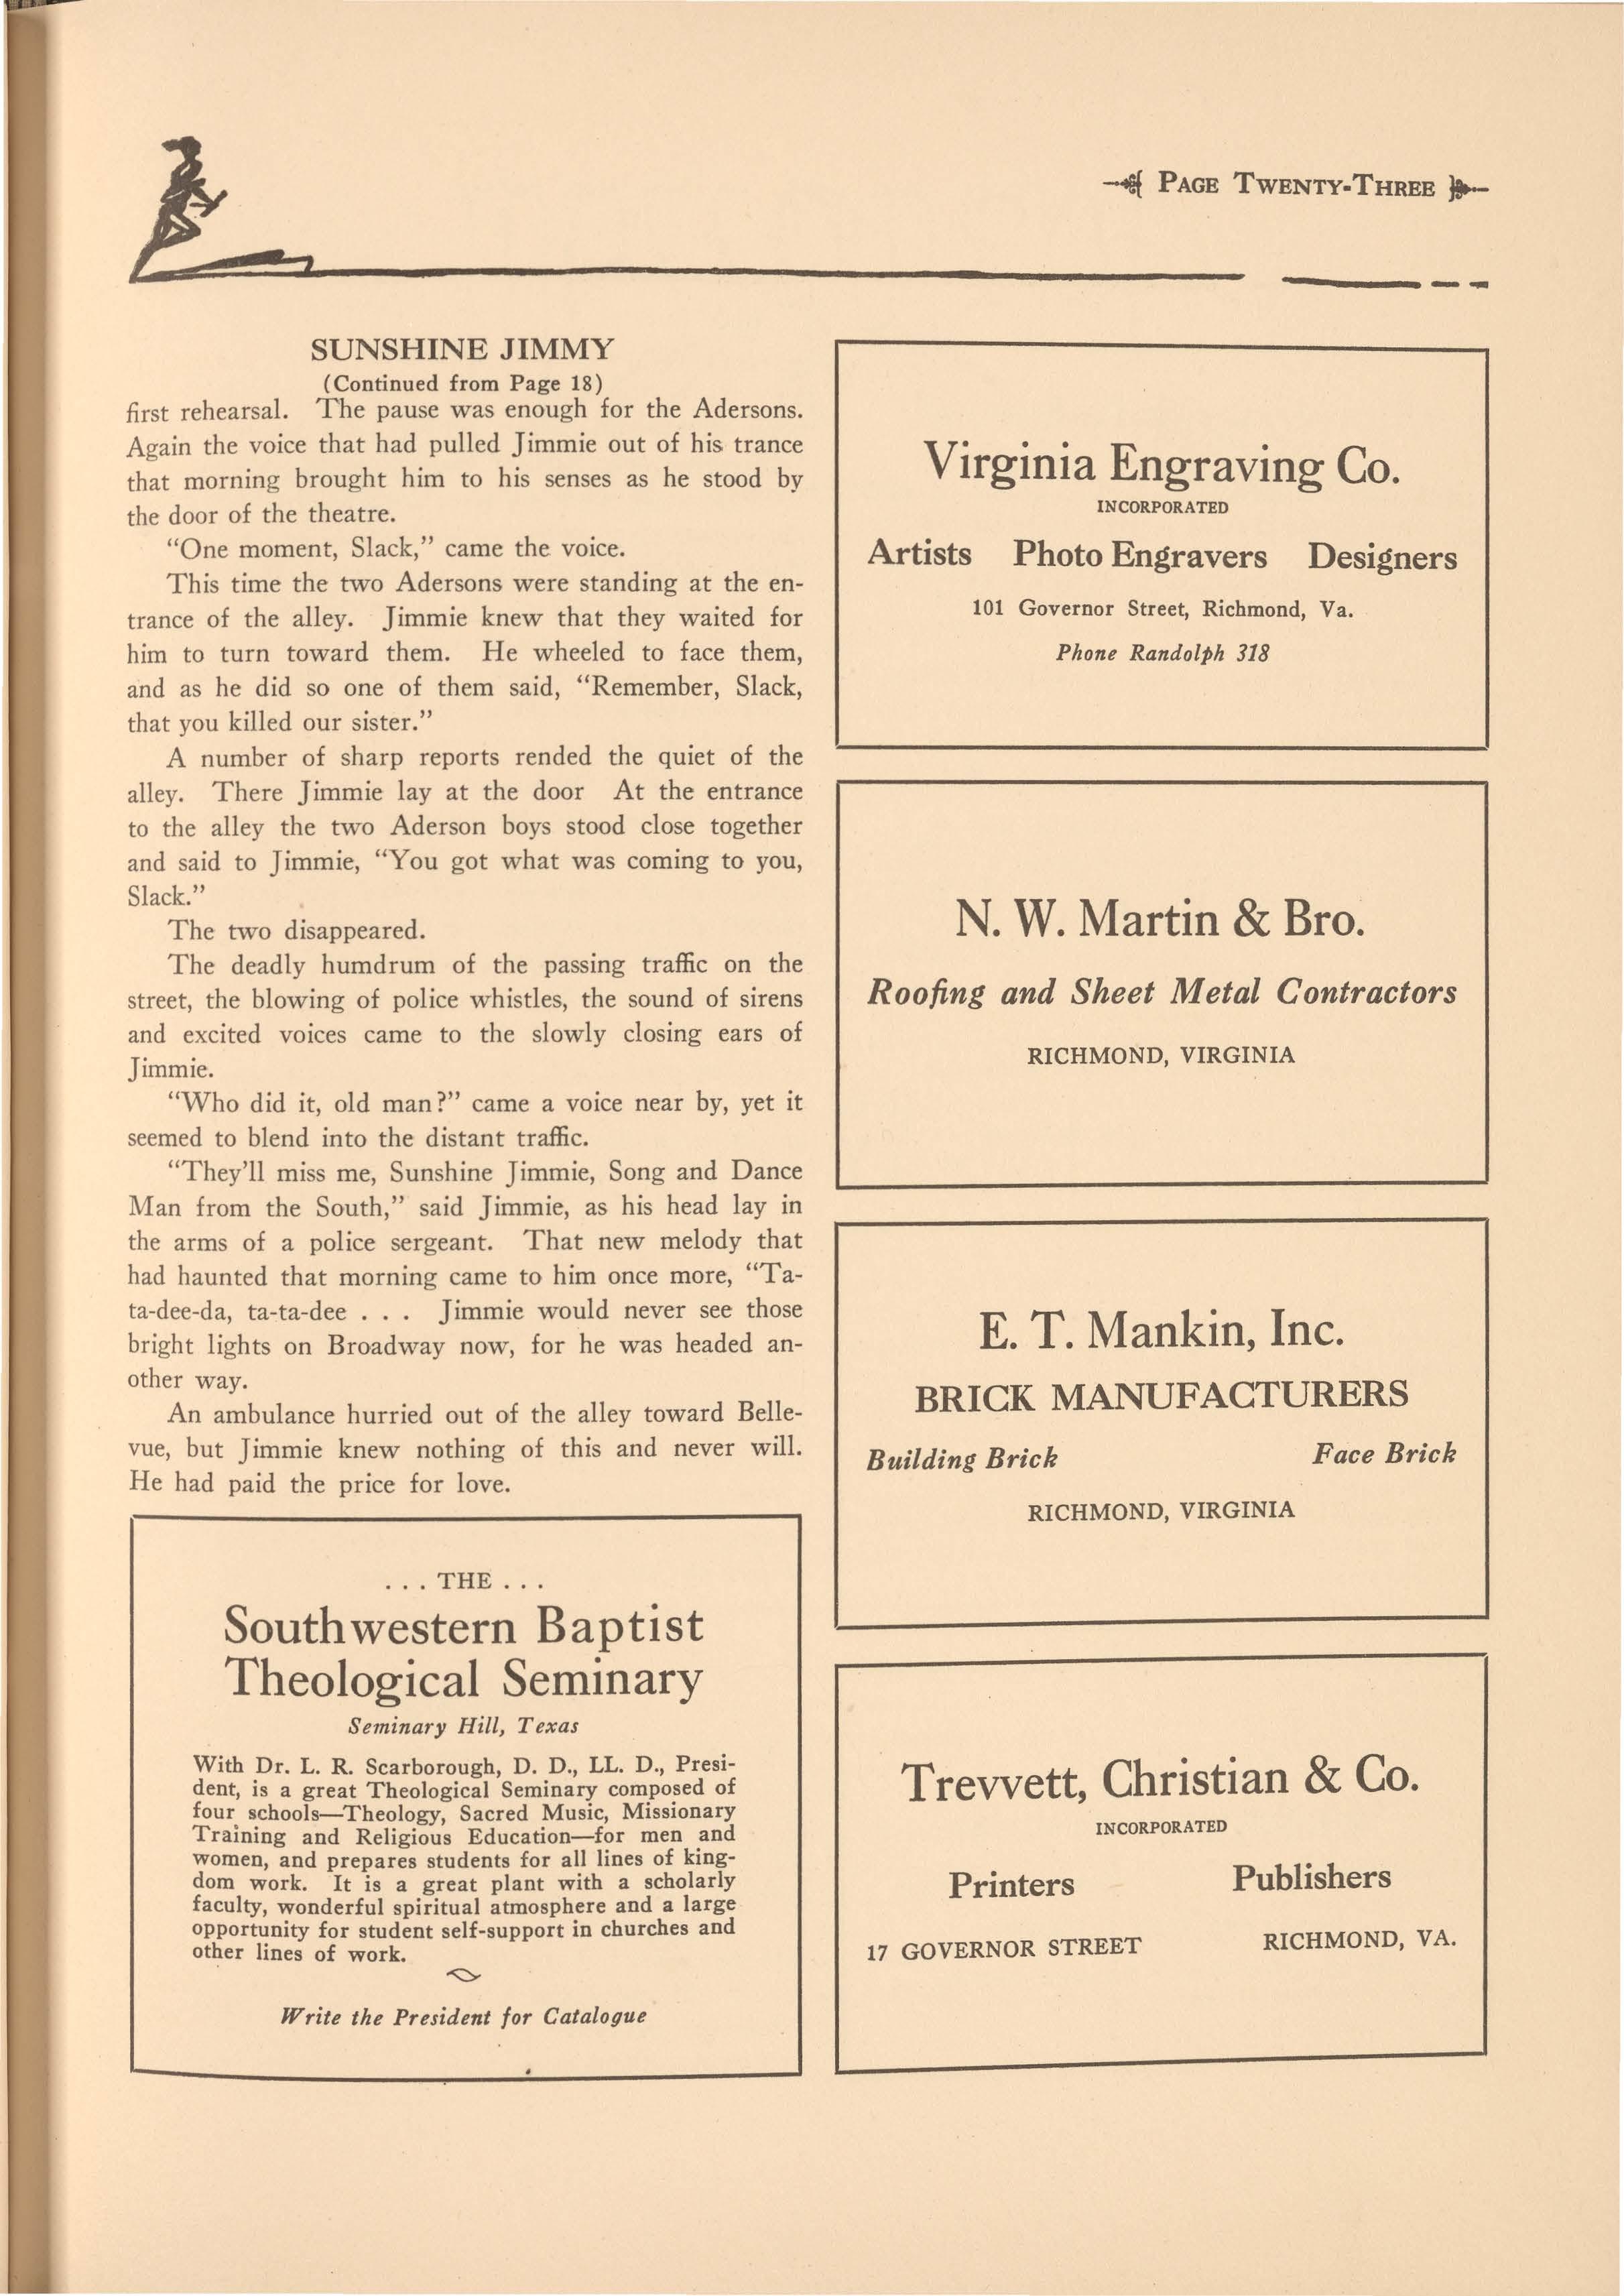 PAGE TWENTY-THREE
SUNSHINE JIMMY
(Continued from Page 18)
first rehearsal. The pause was enough for the Adersons.
Again the voice that had pulled Jimmie out of his trance
that morning brought him to his senses as he stood by
the door of the theatre.
"One moment, Slack," came the voice.
This time the two Adersons were standing at the en-
trance of the alley. Jimmie knew that they waited for
him to turn toward them. He wheeled to face them,
and as he did so one of them said, "Remember, Slack,
that you killed our sister."
A number of sharp reports rended the quiet of the
alley. There Jimmie lay at the door At the entrance
to the alley the two Aderson boys stood close together
and said to Jimmie, "You got what was coming to you,
Slack."
The two disappeared.
The deadly humdrum of the passing traffic on the
street, the blowing of police whistles, the sound of sirens
and excited voices came to the slowly closing ears of
Jimmie.
"Who did it, old man?" came a voice near by, yet it
seemed to blend into the distant traffic.
"They'll miss me, Sunshine Jimmie, Song and Dance
Man from the South," said Jimmie, as his head lay in
the arms of a police sergeant. That new melody that
had haunted that morning came to him once more, "Ta-
ta-dee-da, ta-ta-dee . . . Jimmie would never see those
bright lights on Broadway now, for he was headed an-
other way.
An ambulance hurried out of the alley toward Belle-
vue, but Jimmie knew nothing of this and never will.
He had paid the price for love.
. . . THE . . .
Southwestern Baptist
Theological Seminary
Seminary Hill, Texas
With Dr. L. R. Scarborough, D. D., LL. D., Presi-
dent, is a great Theological Seminary composed of
four schools—Theology, Sacred Music, Missionary
Training and Religious Education—for men and
women, and prepares students for all lines of king-
dom work. It is a great plant with a scholarly
faculty, wonderful spiritual atmosphere and a large
opportunity for student self-support in churches and
other lines of work.
Write the President for Catalogue
Virginia Engraving Co.
INCORPORATED
Artists Photo Engravers Designers
101 Governor Street, Richmond, Va.
Phone Randolph 318
N. W. Martin & Bro.
Roofing and Sheet Metal Contractors
RICHMOND, VIRGINIA
E. T. Mankin, Inc.
BRICK MANUFACTURERS
Building Brick Face Brick
RICHMOND, VIRGINIA
Trevvett, Christian & Co.
INCORPORATED
Printers Publishers
17 GOVERNOR STREET RICHMOND, VA.